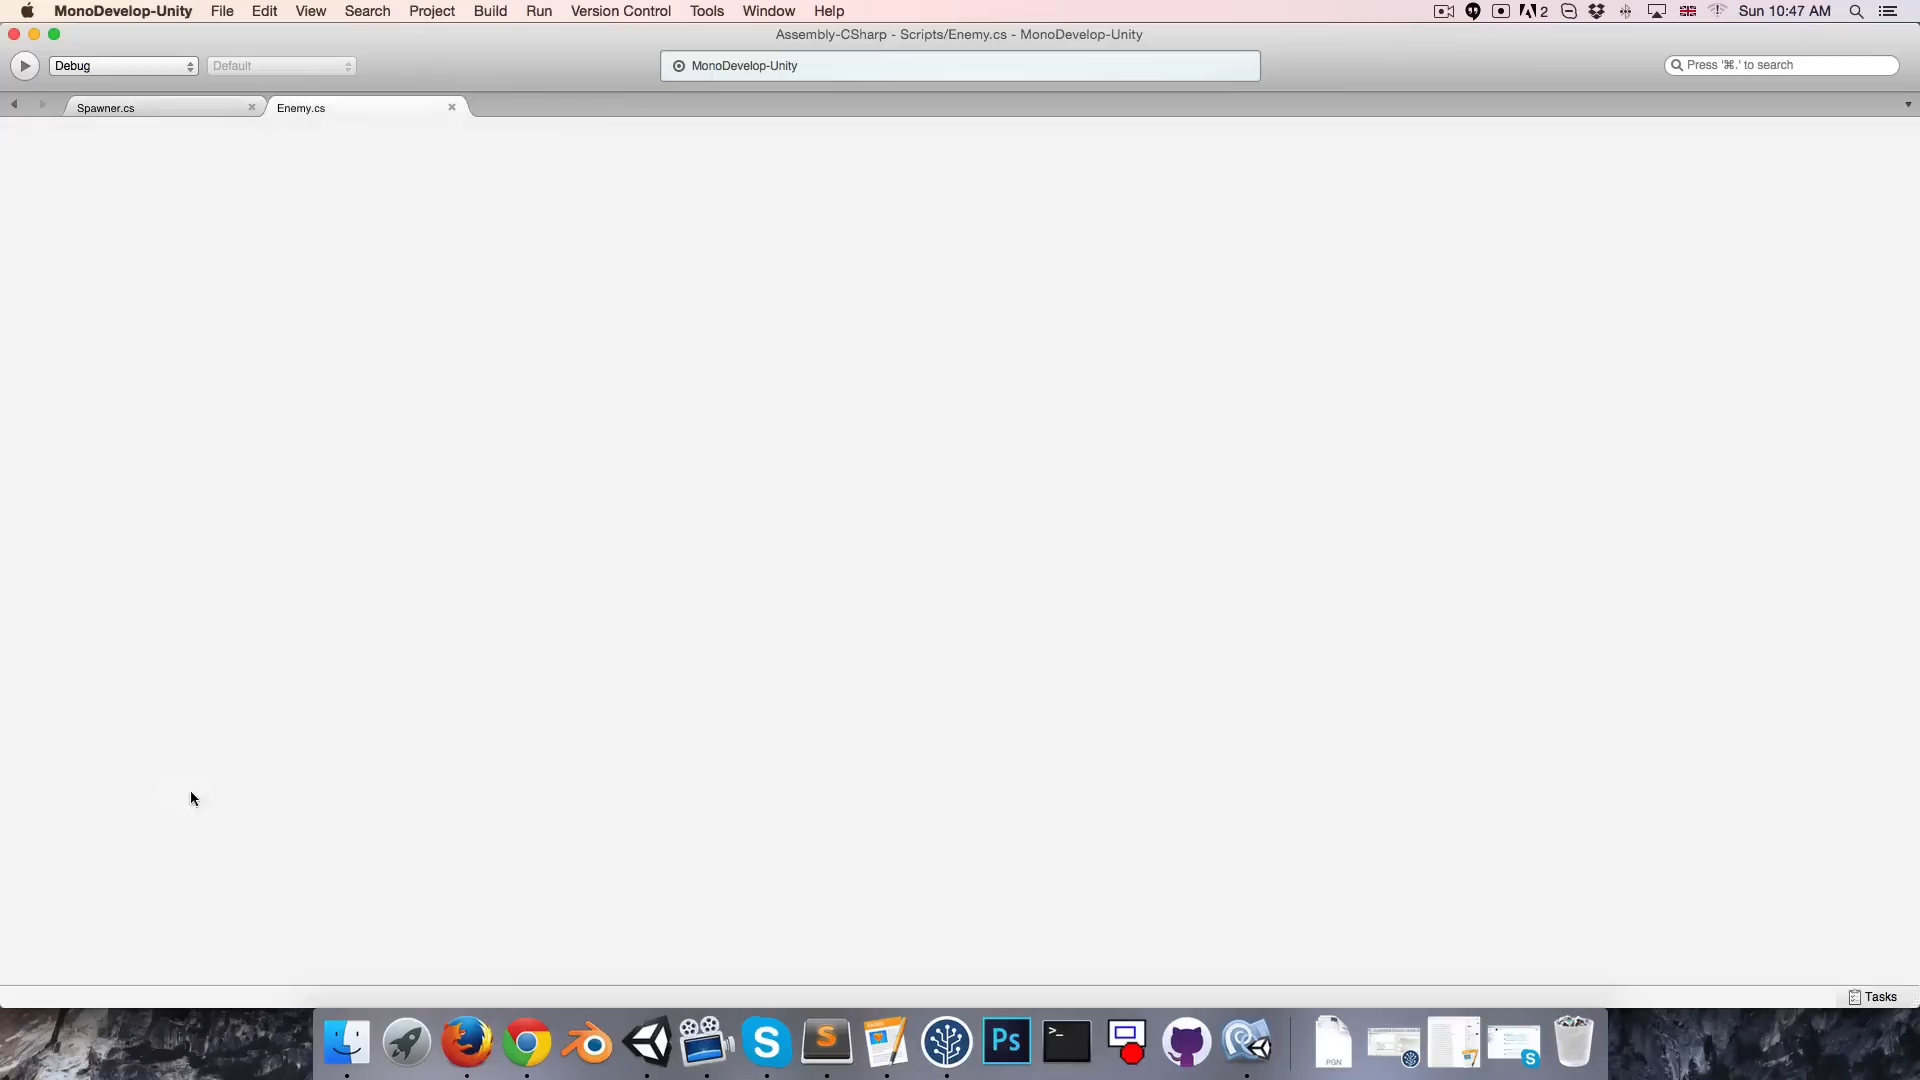 MonoDevelop-Unity File Edit View Search Project Build Run Version Control Tools Window Help 2 Sun 10:47 AM
Assembly-CSharp - Scripts/Enemy.cs - MonoDevelop-Unity
Debug Default MonoDevelop-Unity Press '⌘.' to search
Spawner.cs Enemy.cs
Tasks
S S Ps >_ PGN S